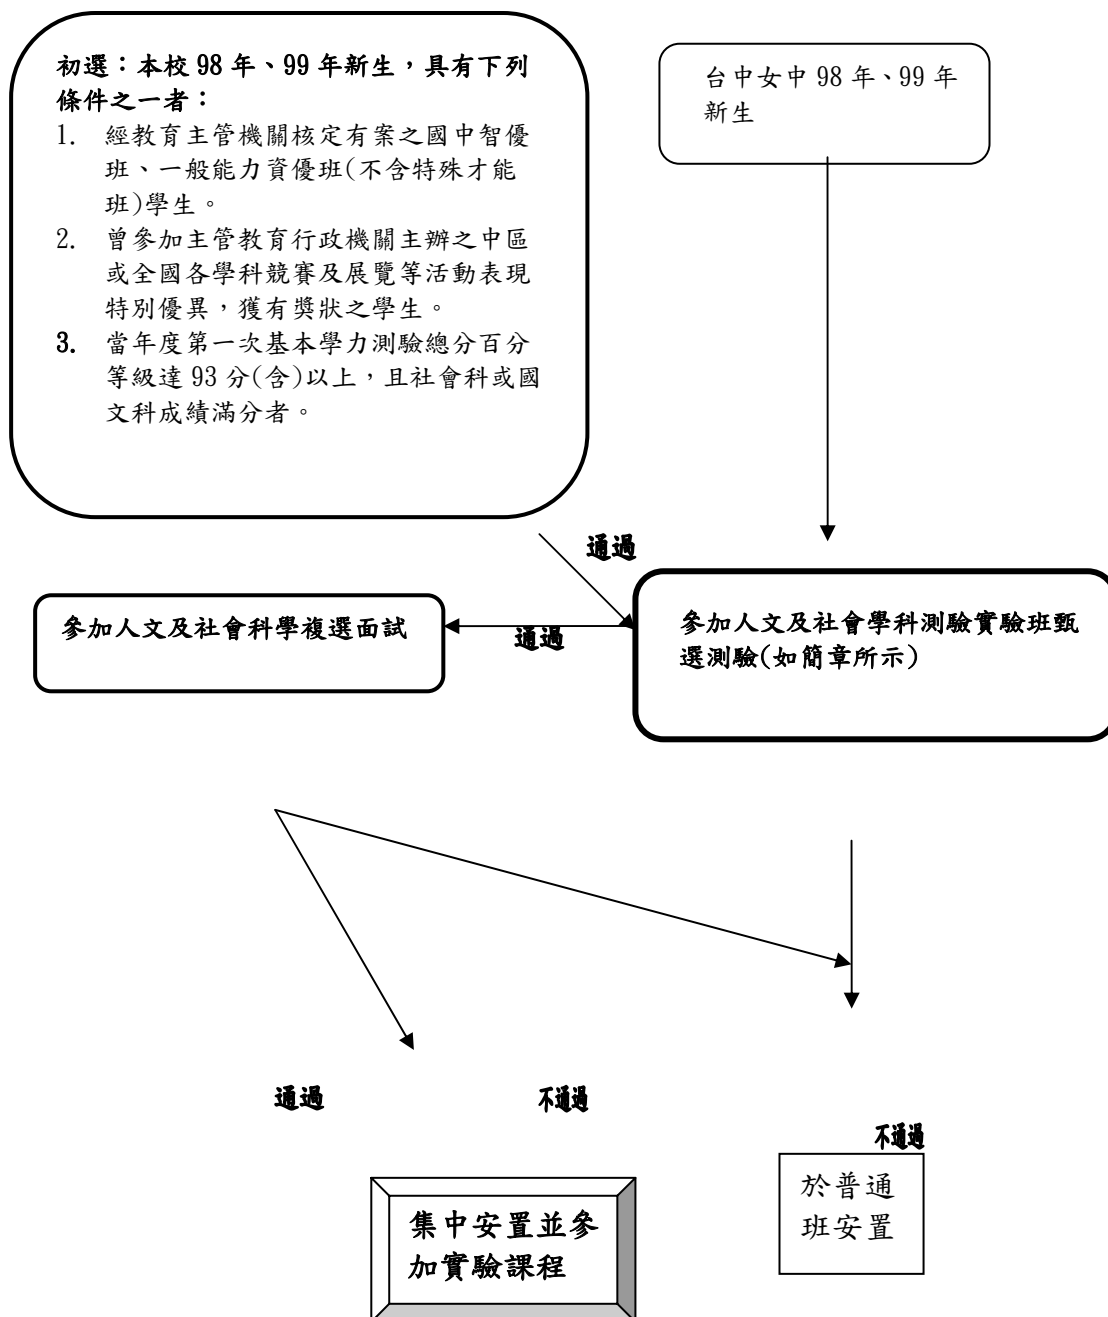 初選：本校 98 年、99 年新生，具有下列
條件之一者：
1. 經教育主管機關核定有案之國中智優
班、一般能力資優班(不含特殊才能
班)學生。
2. 曾參加主管教育行政機關主辦之中區
或全國各學科競賽及展覽等活動表現
特別優異，獲有獎狀之學生。
3. 當年度第一次基本學力測驗總分百分
等級達 93 分(含)以上，且社會科或國
文科成績滿分者。
台中女中 98 年、99 年
新生
通過
參加人文及社會科學複選面試
通過
參加人文及社會學科測驗實驗班甄
選測驗(如簡章所示)
通過
不通過
不通過
集中安置並參
加實驗課程
於普通
班安置